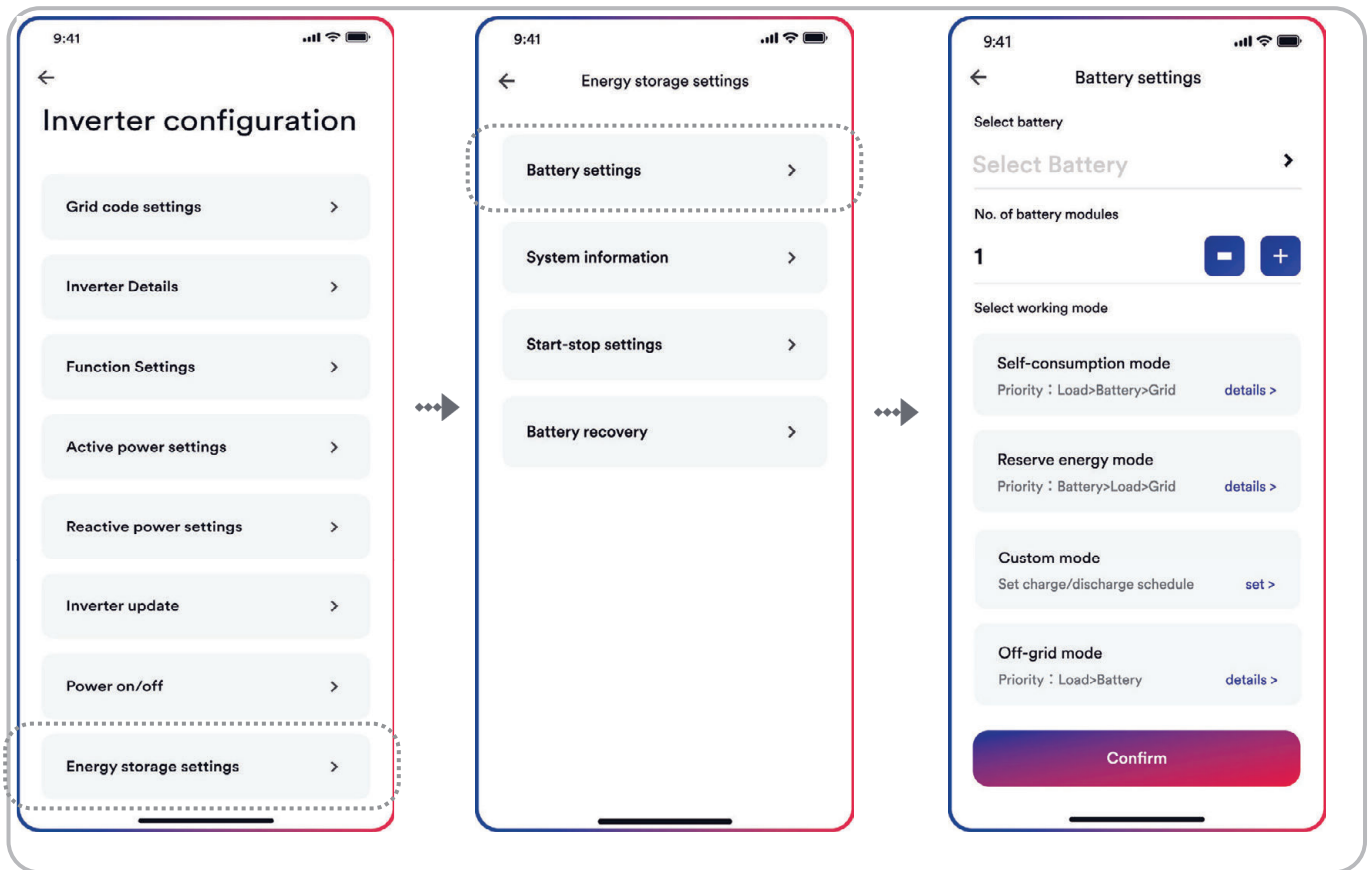 9:41
Inverter configuration
Grid code settings
Inverter Details
Function Settings
Active power settings
Reactive power settings
Inverter update
Power on/off
Energy storage settings
9:41
Energy storage settings
Battery settings
System information
Start-stop settings
Battery recovery
9:41
Battery settings
Select battery
Select Battery
No. of battery modules
1
Select working mode
Self-consumption mode
Priority：Load>Battery>Grid details >
Reserve energy mode
Priority：Battery>Load>Grid details >
Custom mode
Set charge/discharge schedule set >
Off-grid mode
Priority：Load>Battery details >
Confirm